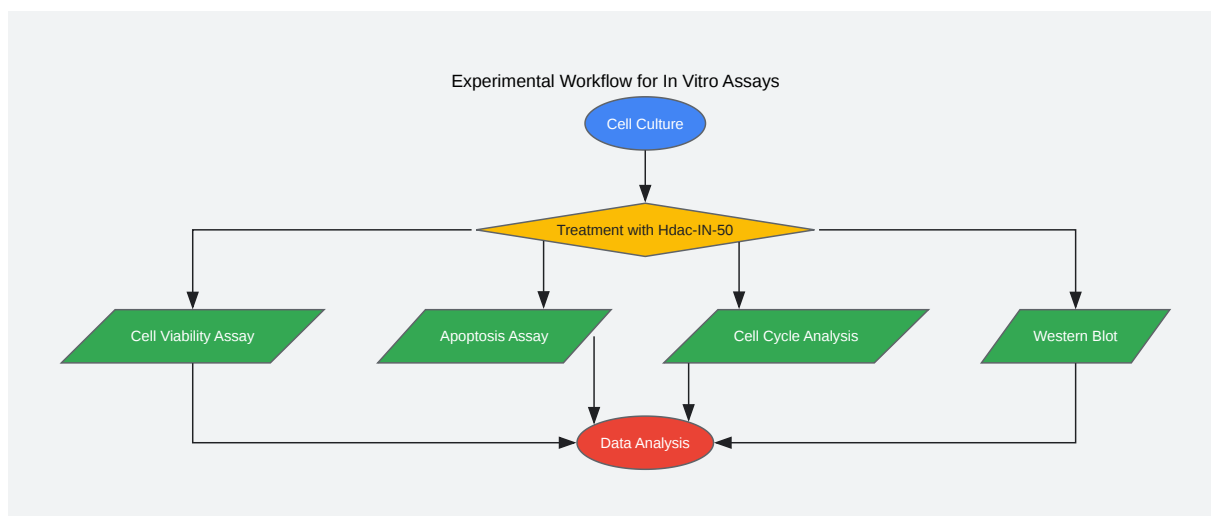 Experimental Workflow for In Vitro Assays
Cell Culture
Treatment with Hdac-IN-50
Cell Viability Assay
Apoptosis Assay
Cell Cycle Analysis
Western Blot
Data Analysis